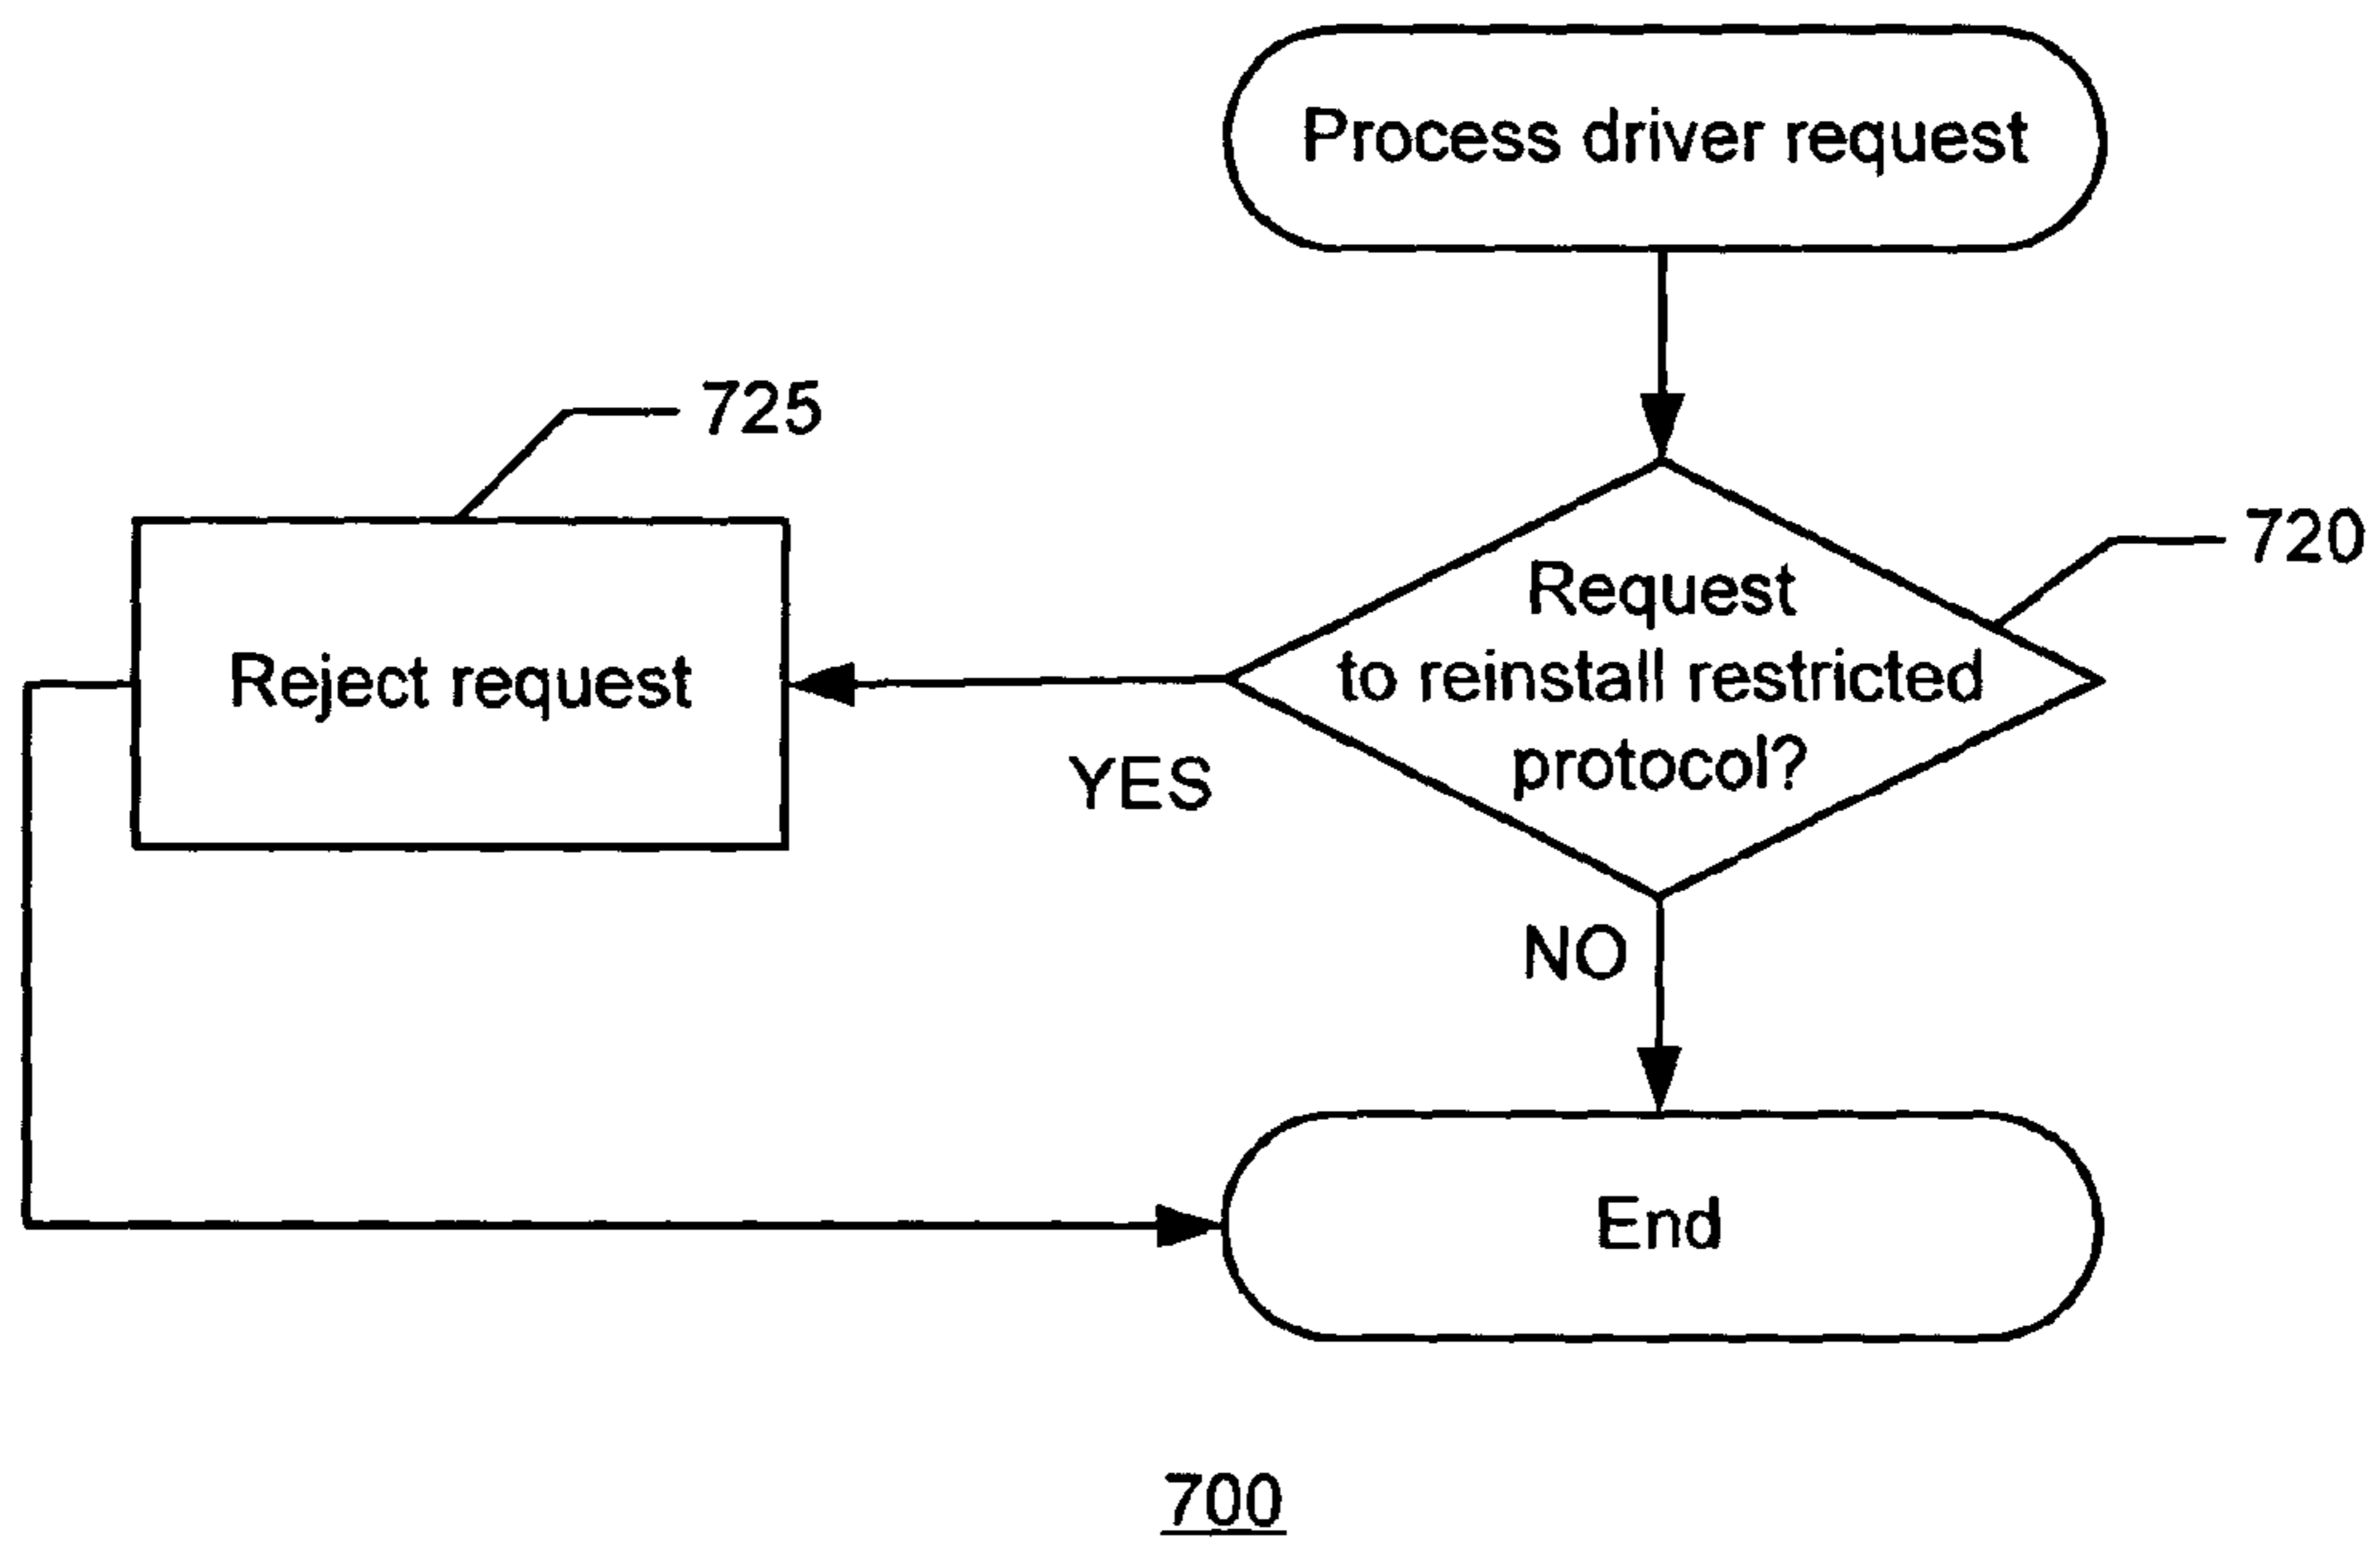 Process driver request
725
720
Request
to reinstall restricted
protocol?
Reject request
YES
NO
End
700